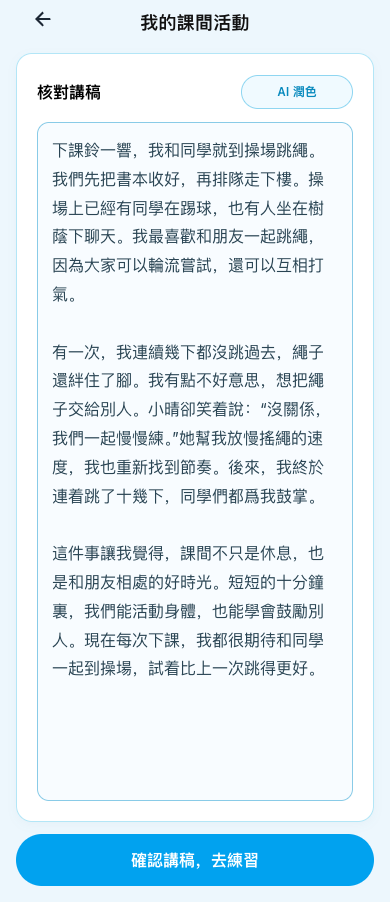 我的課間活動
核對講稿
AI 潤色
下課鈴一響，我和同學就到操場跳繩。
我們先把書本收好，再排隊走下樓。操
場上已經有同學在踢球，也有人坐在樹
蔭下聊天。我最喜歡和朋友一起跳繩，
因為大家可以輪流嘗試，還可以互相打
氣。
有一次，我連續幾下都沒跳過去，繩子
還絆住了腳。我有點不好意思，想把繩
子交給別人。小晴卻笑着說：“沒關係，
我們一起慢慢練。”她幫我放慢搖繩的速
度，我也重新找到節奏。後來，我終於
連着跳了十幾下，同學們都爲我鼓掌。
這件事讓我覺得，課間不只是休息，也
是和朋友相處的好時光。短短的十分鐘
裏，我們能活動身體，也能學會鼓勵別
人。現在每次下課，我都很期待和同學
一起到操場，試着比上一次跳得更好。
確認講稿，去練習